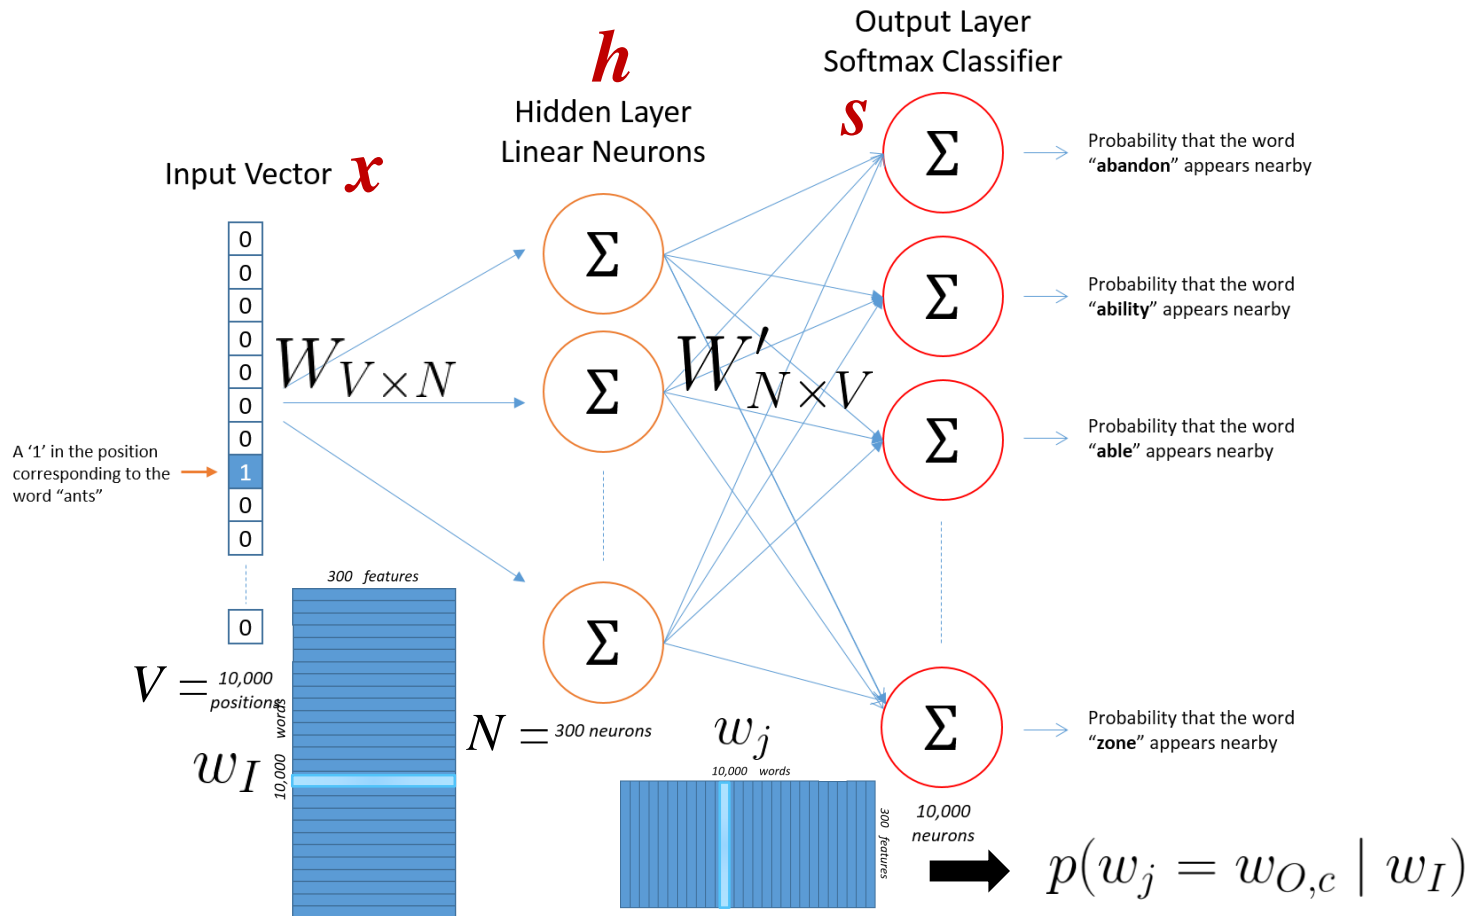 Output Layer
Softmax Classifier
h
Hidden Layer
Linear Neurons
s
Input Vector x
0
0
0
0
0
0
0
1
0
0
0
A ‘1’ in the position
corresponding to the
word “ants”
W V×N
W′ N×V
Σ
Σ
Σ
Σ
Σ
Σ
Σ
Probability that the word
“abandon” appears nearby
Probability that the word
“ability” appears nearby
Probability that the word
“able” appears nearby
Probability that the word
“zone” appears nearby
300 features
V = 10,000
positions
10,000 words
w_I
N = 300 neurons
w_j
10,000 words
300 features
10,000
neurons
p(w_j = w_{O,c} | w_I)